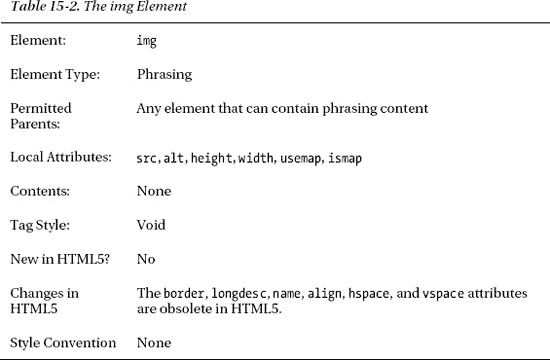 Table 15-2. The img Element
Element: img
Element Type: Phrasing
Permitted Any element that can contain phrasing content
Parents:
Local Attributes: src, alt, height, width, usemap, ismap
Contents: None
Tag Style: Void
New in HTML5? No
Changes in The border, longdesc, name, align, hspace, and vspace attributes
HTML5 are obsolete in HTML5.
Style Convention None